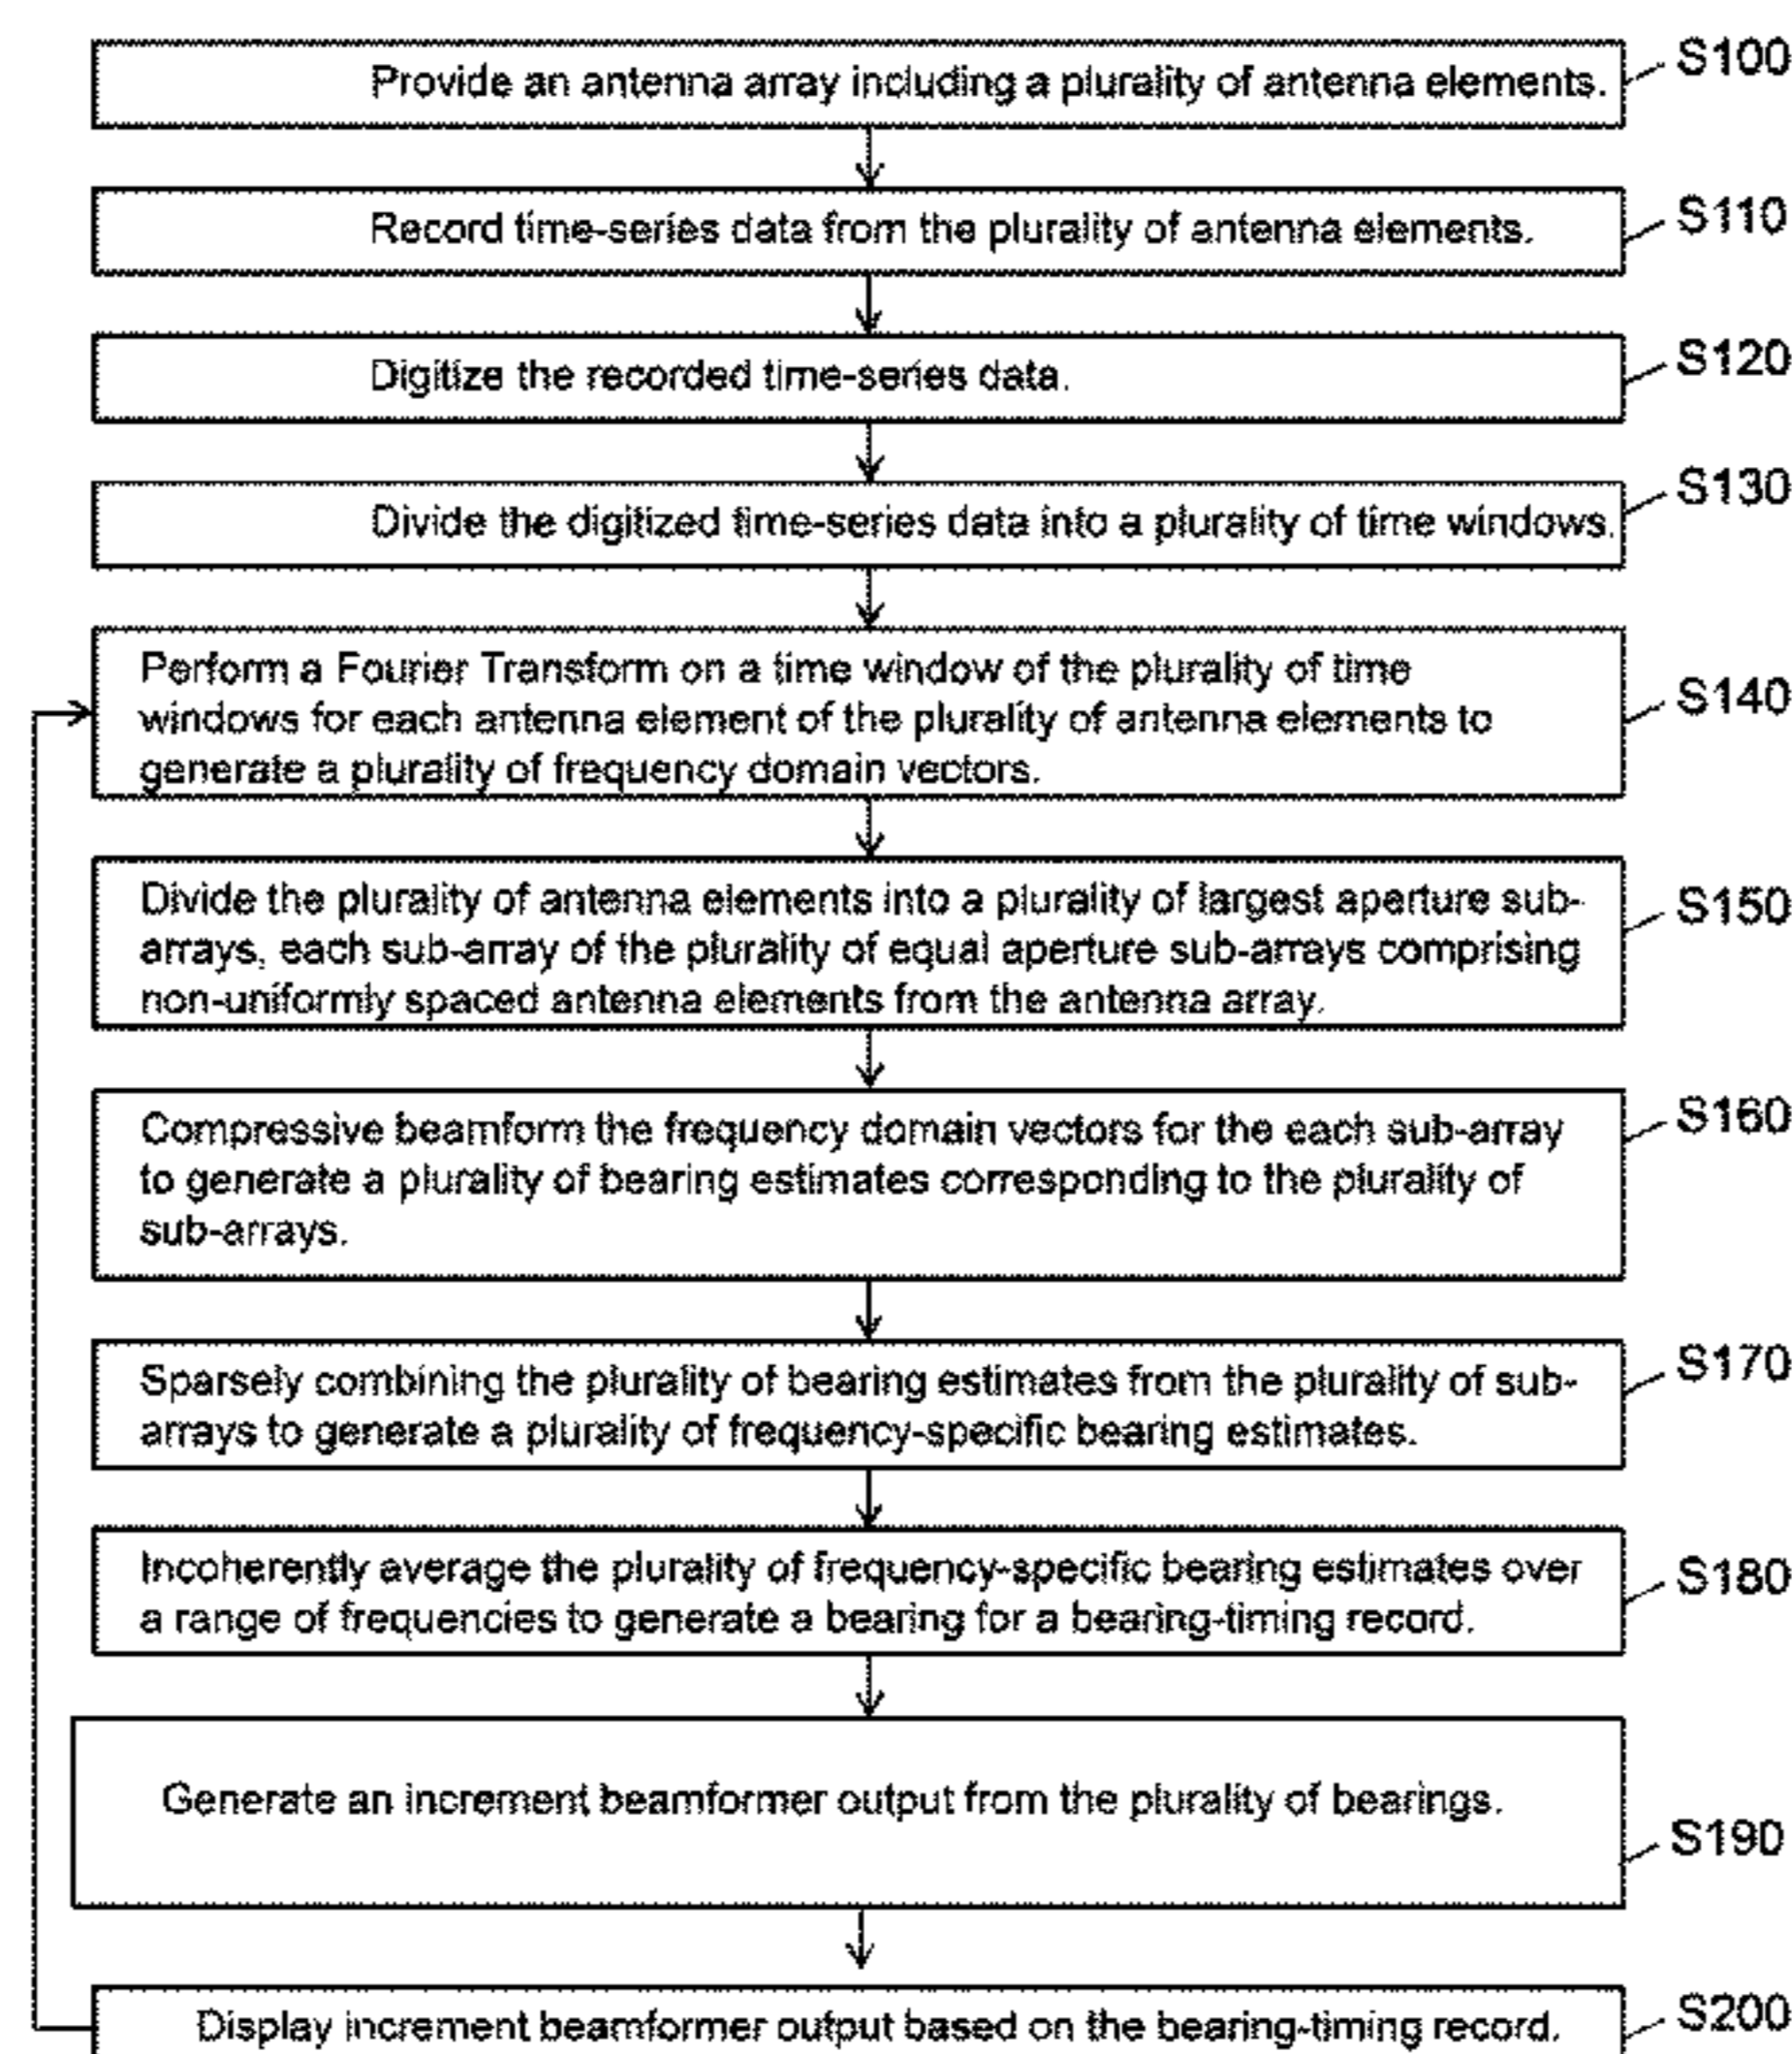 Provide an antenna array including a plurality of antenna elements.
S100
Record time-series data from the plurality of antenna elements.
S110
Digitize the recorded time-series data.
S120
Divide the digitized time-series data into a plurality of time windows.
S130
Perform a Fourier Transform on a time window of the plurality of time
windows for each antenna element of the plurality of antenna elements to
generate a plurality of frequency domain vectors.
S140
Divide the plurality of antenna elements into a plurality of largest aperture sub-
arrays, each sub-array of the plurality of equal aperture sub-arrays comprising
non-uniformly spaced antenna elements from the antenna array.
S150
Compressive beamform the frequency domain vectors for the each sub-array
to generate a plurality of bearing estimates corresponding to the plurality of
sub-arrays.
S160
Sparsely combining the plurality of bearing estimates from the plurality of sub-
arrays to generate a plurality of frequency-specific bearing estimates.
S170
Incoherently average the plurality of frequency-specific bearing estimates over
a range of frequencies to generate a bearing for a bearing-timing record.
S180
Generate an increment beamformer output from the plurality of bearings.
S190
Display increment beamformer output based on the bearing-timing record.
S200